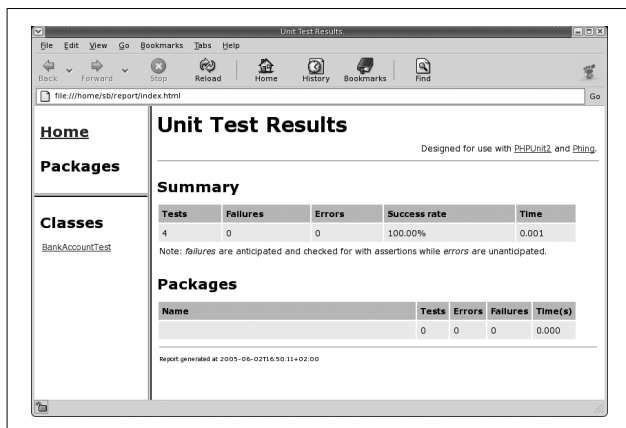 Unit Test Results
File Edit View Go Bookmarks Tabs Help
Back Forward Stop Reload Home History Bookmarks Find
file:///home/sb/report/index.html Go
Home
Packages
Classes
BankAccountTest
Unit Test Results
Designed for use with PHPUnit2 and Phing.
Summary
Tests Failures Errors Success rate Time
4 0 0 100.00% 0.001
Note: failures are anticipated and checked for with assertions while errors are unanticipated.
Packages
Name Tests Errors Failures Time(s)
0 0 0 0.000
Report generated at 2005-06-02T16:50:11+02:00